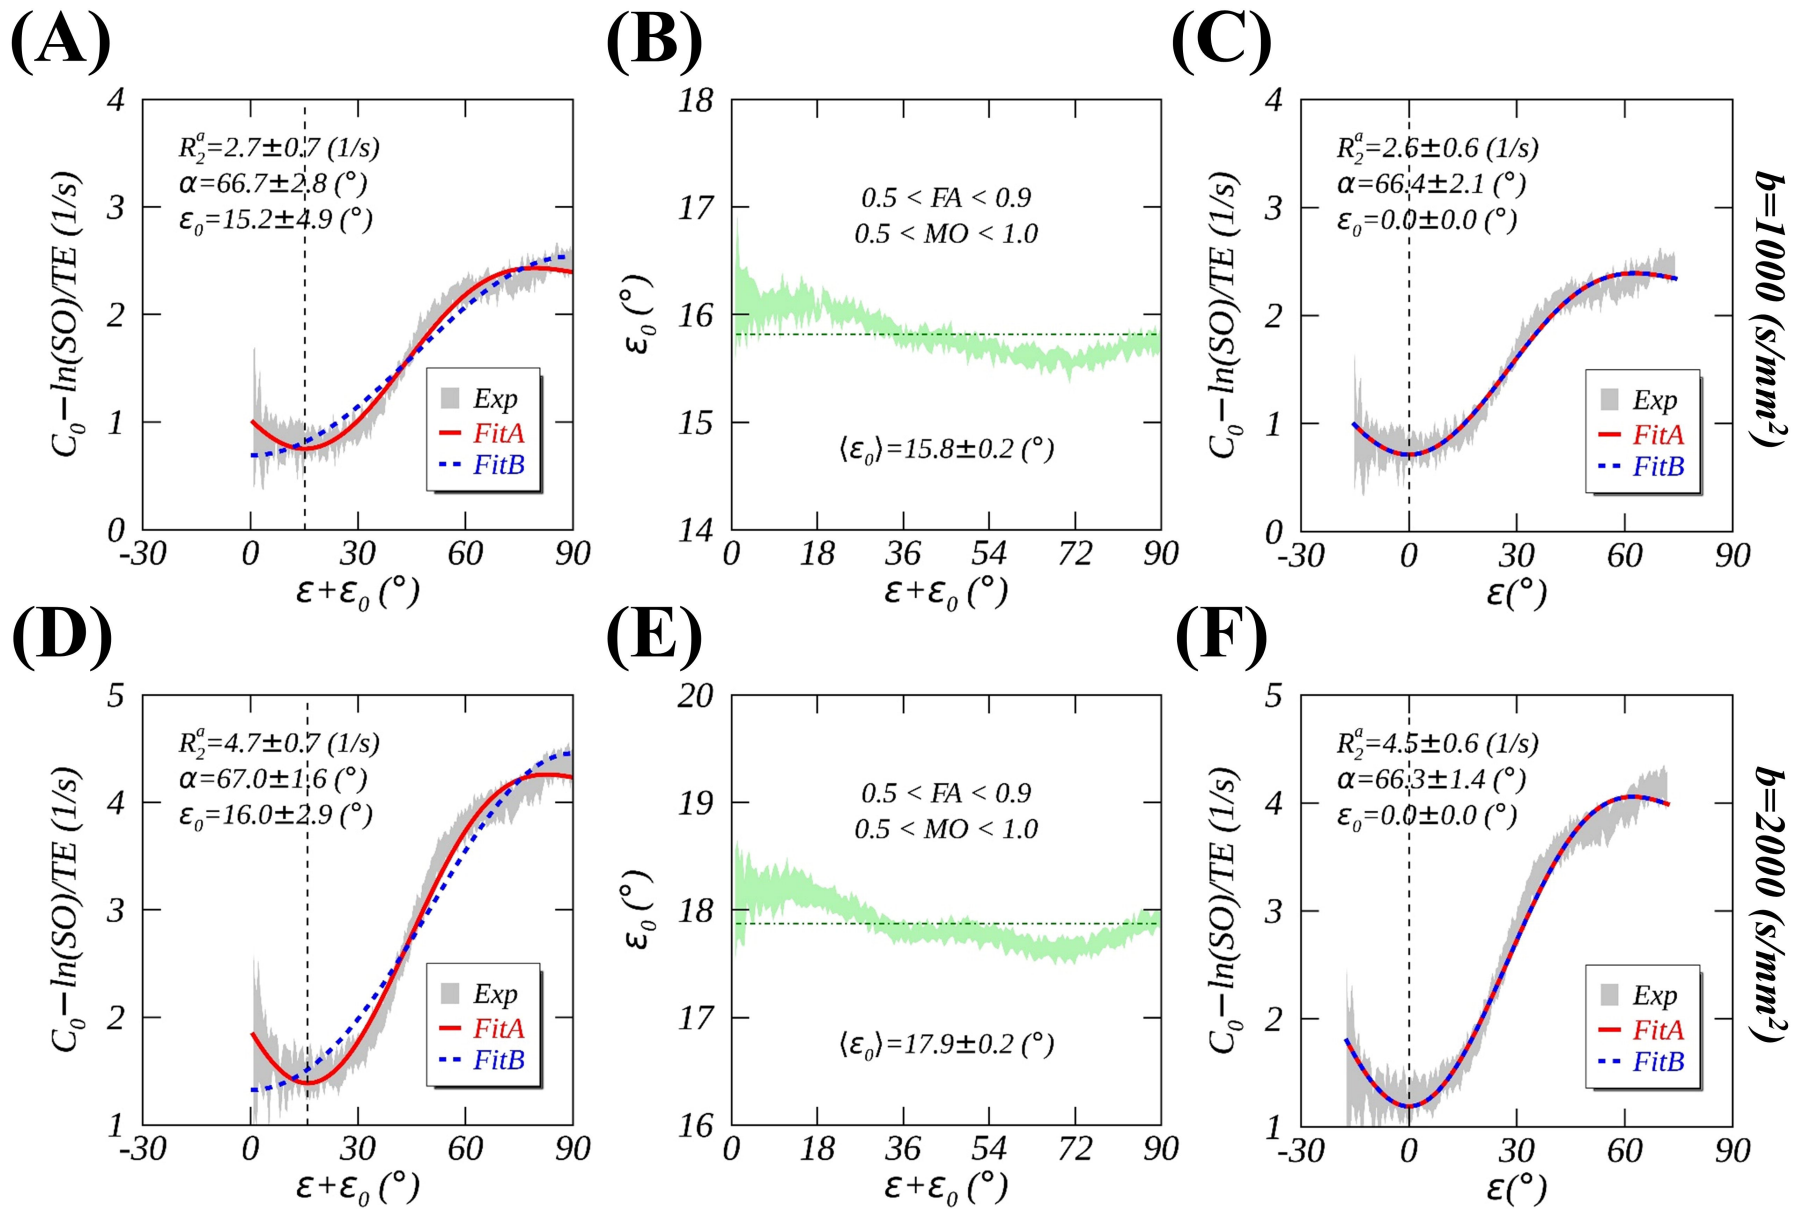 (A)
C₀−ln(SO)/TE (1/s)
4
3
2
1
0
R₂ᵃ=2.7±0.7 (1/s)
α=66.7±2.8 (°)
ε₀=15.2±4.9 (°)
Exp
FitA
FitB
-30 0 30 60 90
ε+ε₀ (°)
(B)
ε₀ (°)
18
17
16
15
14
0.5 < FA < 0.9
0.5 < MO < 1.0
⟨ε₀⟩=15.8±0.2 (°)
0 18 36 54 72 90
ε+ε₀ (°)
(C)
C₀−ln(SO)/TE (1/s)
4
3
2
1
0
R₂ᵃ=2.6±0.6 (1/s)
α=66.4±2.1 (°)
ε₀=0.0±0.0 (°)
Exp
FitA
FitB
-30 0 30 60 90
ε(°)
b=1000 (s/mm²)
(D)
C₀−ln(SO)/TE (1/s)
5
4
3
2
1
R₂ᵃ=4.7±0.7 (1/s)
α=67.0±1.6 (°)
ε₀=16.0±2.9 (°)
Exp
FitA
FitB
-30 0 30 60 90
ε+ε₀ (°)
(E)
ε₀ (°)
20
19
18
17
16
0.5 < FA < 0.9
0.5 < MO < 1.0
⟨ε₀⟩=17.9±0.2 (°)
0 18 36 54 72 90
ε+ε₀ (°)
(F)
C₀−ln(SO)/TE (1/s)
5
4
3
2
1
R₂ᵃ=4.5±0.6 (1/s)
α=66.3±1.4 (°)
ε₀=0.0±0.0 (°)
Exp
FitA
FitB
-30 0 30 60 90
ε(°)
b=2000 (s/mm²)